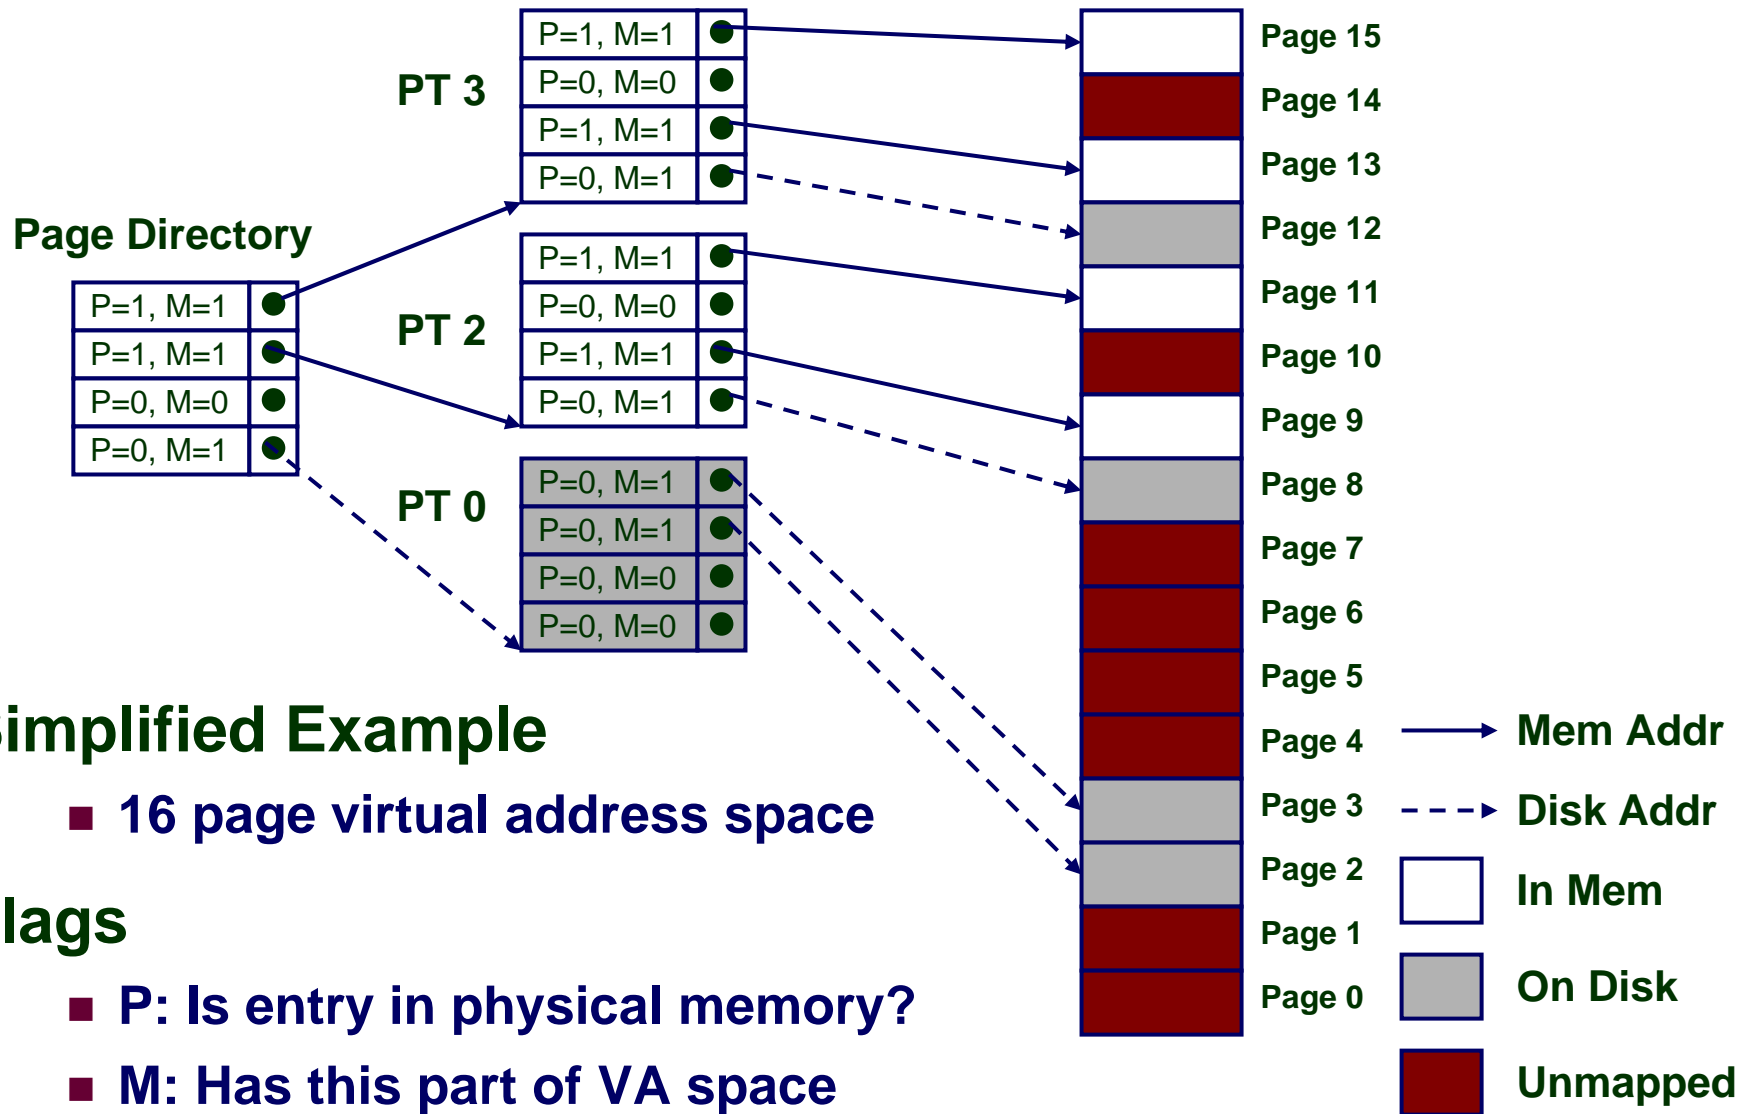 PT 3
P=1, M=1
P=0, M=0
P=1, M=1
P=0, M=1
Page Directory
P=1, M=1
P=1, M=1
P=0, M=0
P=0, M=1
PT 2
P=1, M=1
P=0, M=0
P=1, M=1
P=0, M=1
PT 0
P=0, M=1
P=0, M=1
P=0, M=0
P=0, M=0
Page 15
Page 14
Page 13
Page 12
Page 11
Page 10
Page 9
Page 8
Page 7
Page 6
Page 5
Page 4
Page 3
Page 2
Page 1
Page 0
Mem Addr
Disk Addr
In Mem
On Disk
Unmapped
implified Example
16 page virtual address space
lags
P: Is entry in physical memory?
M: Has this part of VA space